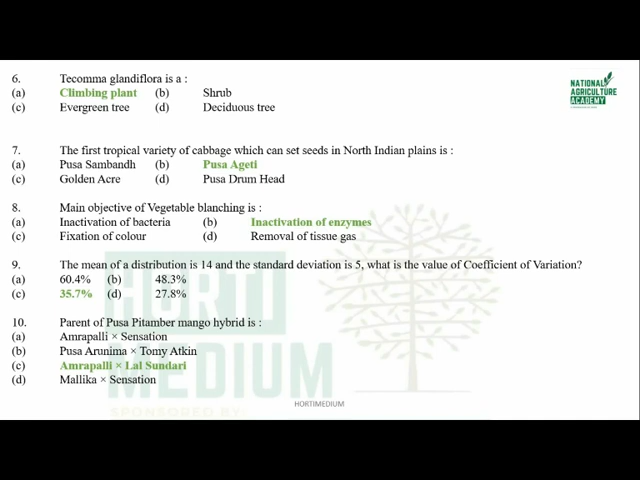 6. Tecomma glandiflora is a :
(a) Climbing plant (b) Shrub
(c) Evergreen tree (d) Deciduous tree
NATIONAL
AGRICULTURE
ACADEMY
7. The first tropical variety of cabbage which can set seeds in North Indian plains is :
(a) Pusa Sambandh (b) Pusa Ageti
(c) Golden Acre (d) Pusa Drum Head
8. Main objective of Vegetable blanching is :
(a) Inactivation of bacteria (b) Inactivation of enzymes
(c) Fixation of colour (d) Removal of tissue gas
9. The mean of a distribution is 14 and the standard deviation is 5, what is the value of Coefficient of Variation?
(a) 60.4% (b) 48.3%
(c) 35.7% (d) 27.8%
10. Parent of Pusa Pitamber mango hybrid is :
(a) Amrapalli × Sensation
(b) Pusa Arunima × Tomy Atkin
(c) Amrapalli × Lal Sundari
(d) Mallika × Sensation
HORTI
MEDIUM
SPONSORED BY:
HORTIMEDIUM